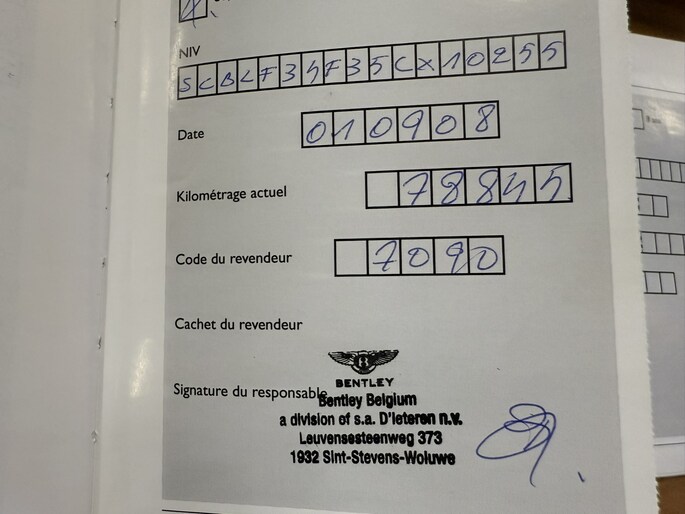 NIV
SCBLF34F35CX10255
Date
010908
Kilométrage actuel
78845
Code du revendeur
7090
Cachet du revendeur
BENTLEY
Signature du responsable
Bentley Belgium
a division of s.a. D'Ieteren n.v.
Leuvensesteenweg 373
1932 Sint-Stevens-Woluwe